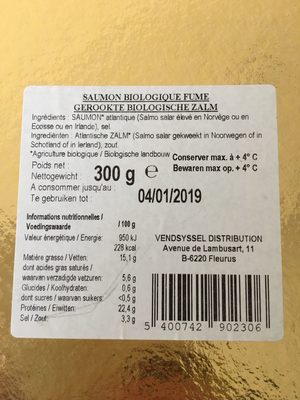 SAUMON BIOLOGIQUE FUME
GEROOKTE BIOLOGISCHE ZALM
Ingrédients : SAUMON* atlantique (Salmo salar élevé en Norvège ou en
Ecosse ou en Irlande), sel.
Ingrediënten : Atlantische ZALM* (Salmo salar gekweekt in Noorwegen of in
Schotland of in Ierland), zout.
*Agriculture biologique / Biologische landbouw
Conserver max. à + 4° C
Poids net :
Bewaren max op. + 4° C
Nettogewicht : 300 g e
A consommer jusqu'au :
Te gebruiken tot : 04/01/2019
Informations nutritionnelles /
Voedingswaarde / 100 g
Valeur énergétique / Energie: 950 kJ
228 kcal
Matière grasse / Vetten: 15,1 g
dont acides gras saturés /
waarvan verzadigde vetzuren: 5,6 g
Glucides / Koolhydraten: 0,6 g
dont sucres / waarvan suikers: <0,5 g
Protéines / Eiwitten: 22,4 g
Sel / Zout: 3,3 g
VENDSYSSEL DISTRIBUTION
Avenue de Lambusart, 11
B-6220 Fleurus
5 400742 902306